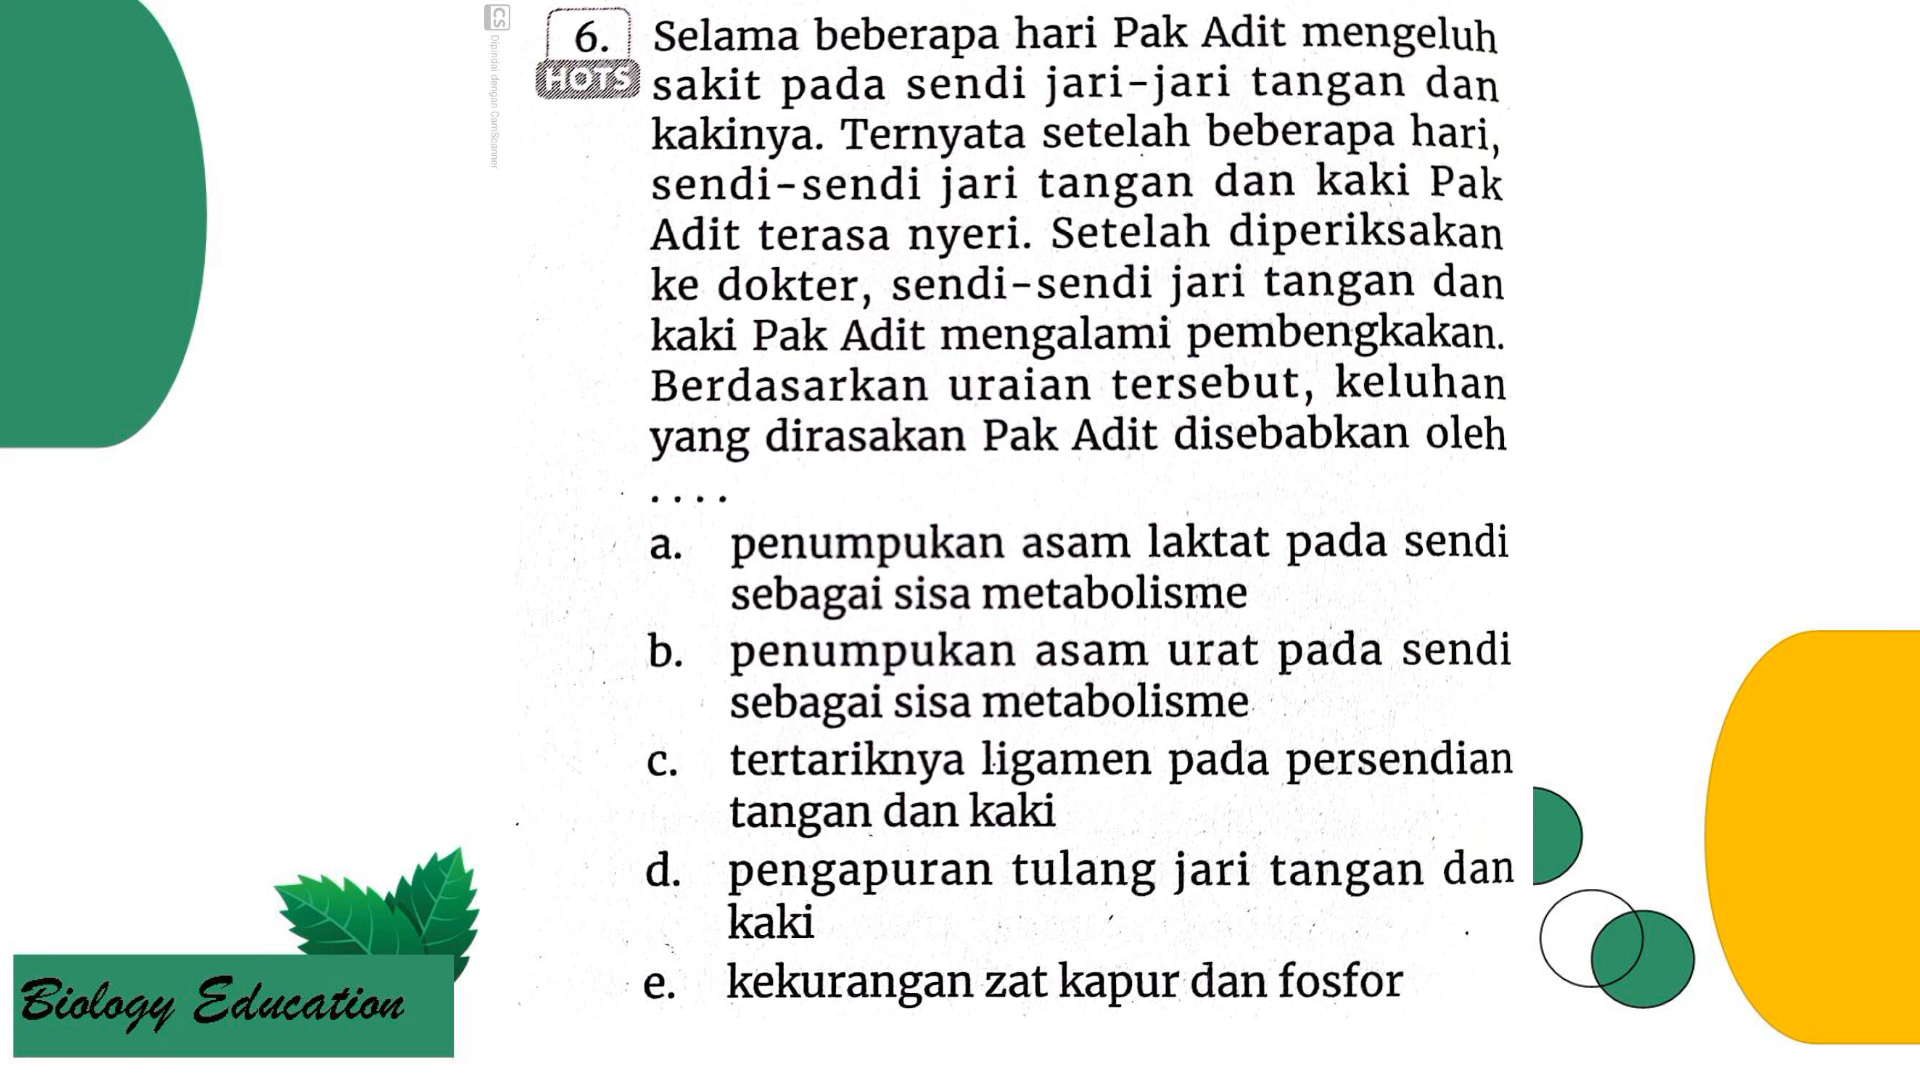 CS Dipindai dengan CamScanner
6. Selama beberapa hari Pak Adit mengeluh
HOTS sakit pada sendi jari-jari tangan dan
kakinya. Ternyata setelah beberapa hari,
sendi-sendi jari tangan dan kaki Pak
Adit terasa nyeri. Setelah diperiksakan
ke dokter, sendi-sendi jari tangan dan
kaki Pak Adit mengalami pembengkakan.
Berdasarkan uraian tersebut, keluhan
yang dirasakan Pak Adit disebabkan oleh
. . . .
a. penumpukan asam laktat pada sendi
sebagai sisa metabolisme
b. penumpukan asam urat pada sendi
sebagai sisa metabolisme
c. tertariknya ligamen pada persendian
tangan dan kaki
d. pengapuran tulang jari tangan dan
kaki
e. kekurangan zat kapur dan fosfor
Biology Education